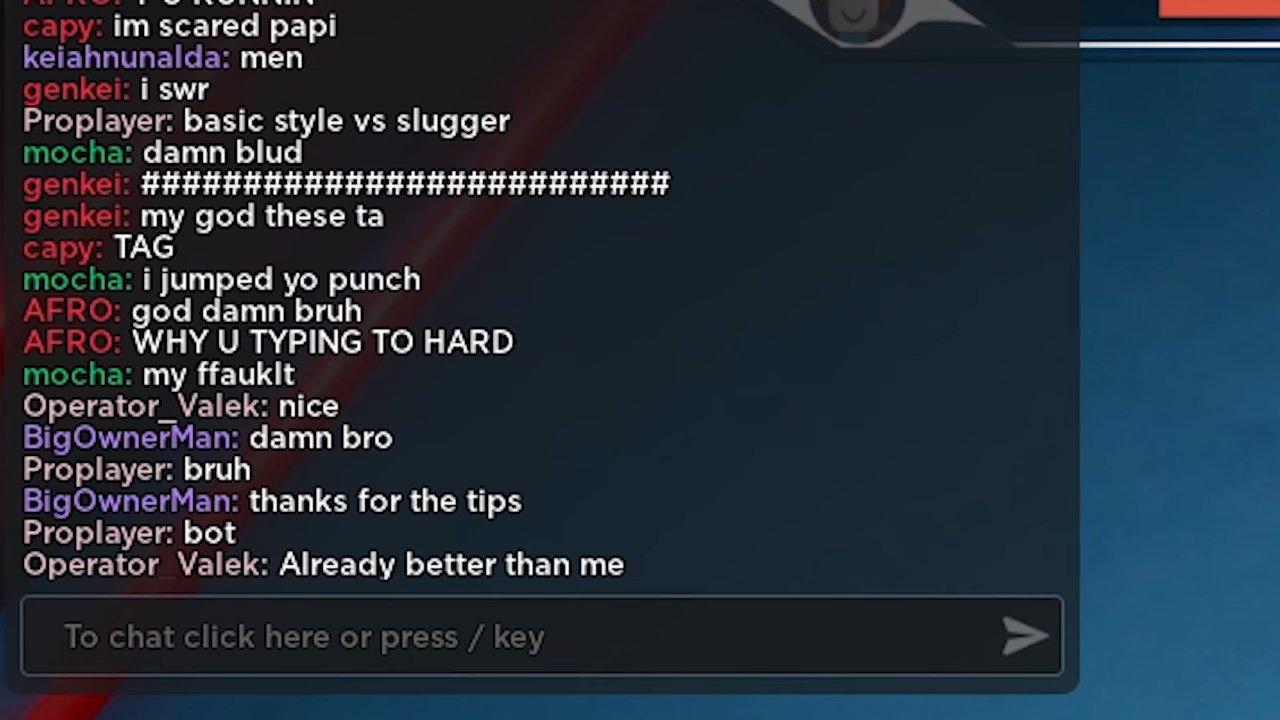 capy: im scared papi
keiahnunalda: men
genkei: i swr
Proplayer: basic style vs slugger
mocha: damn blud
genkei: ##########################
genkei: my god these ta
capy: TAG
mocha: i jumped yo punch
AFRO: god damn bruh
AFRO: WHY U TYPING TO HARD
mocha: my ffauklt
Operator_Valek: nice
BigOwnerMan: damn bro
Proplayer: bruh
BigOwnerMan: thanks for the tips
Proplayer: bot
Operator_Valek: Already better than me
To chat click here or press / key